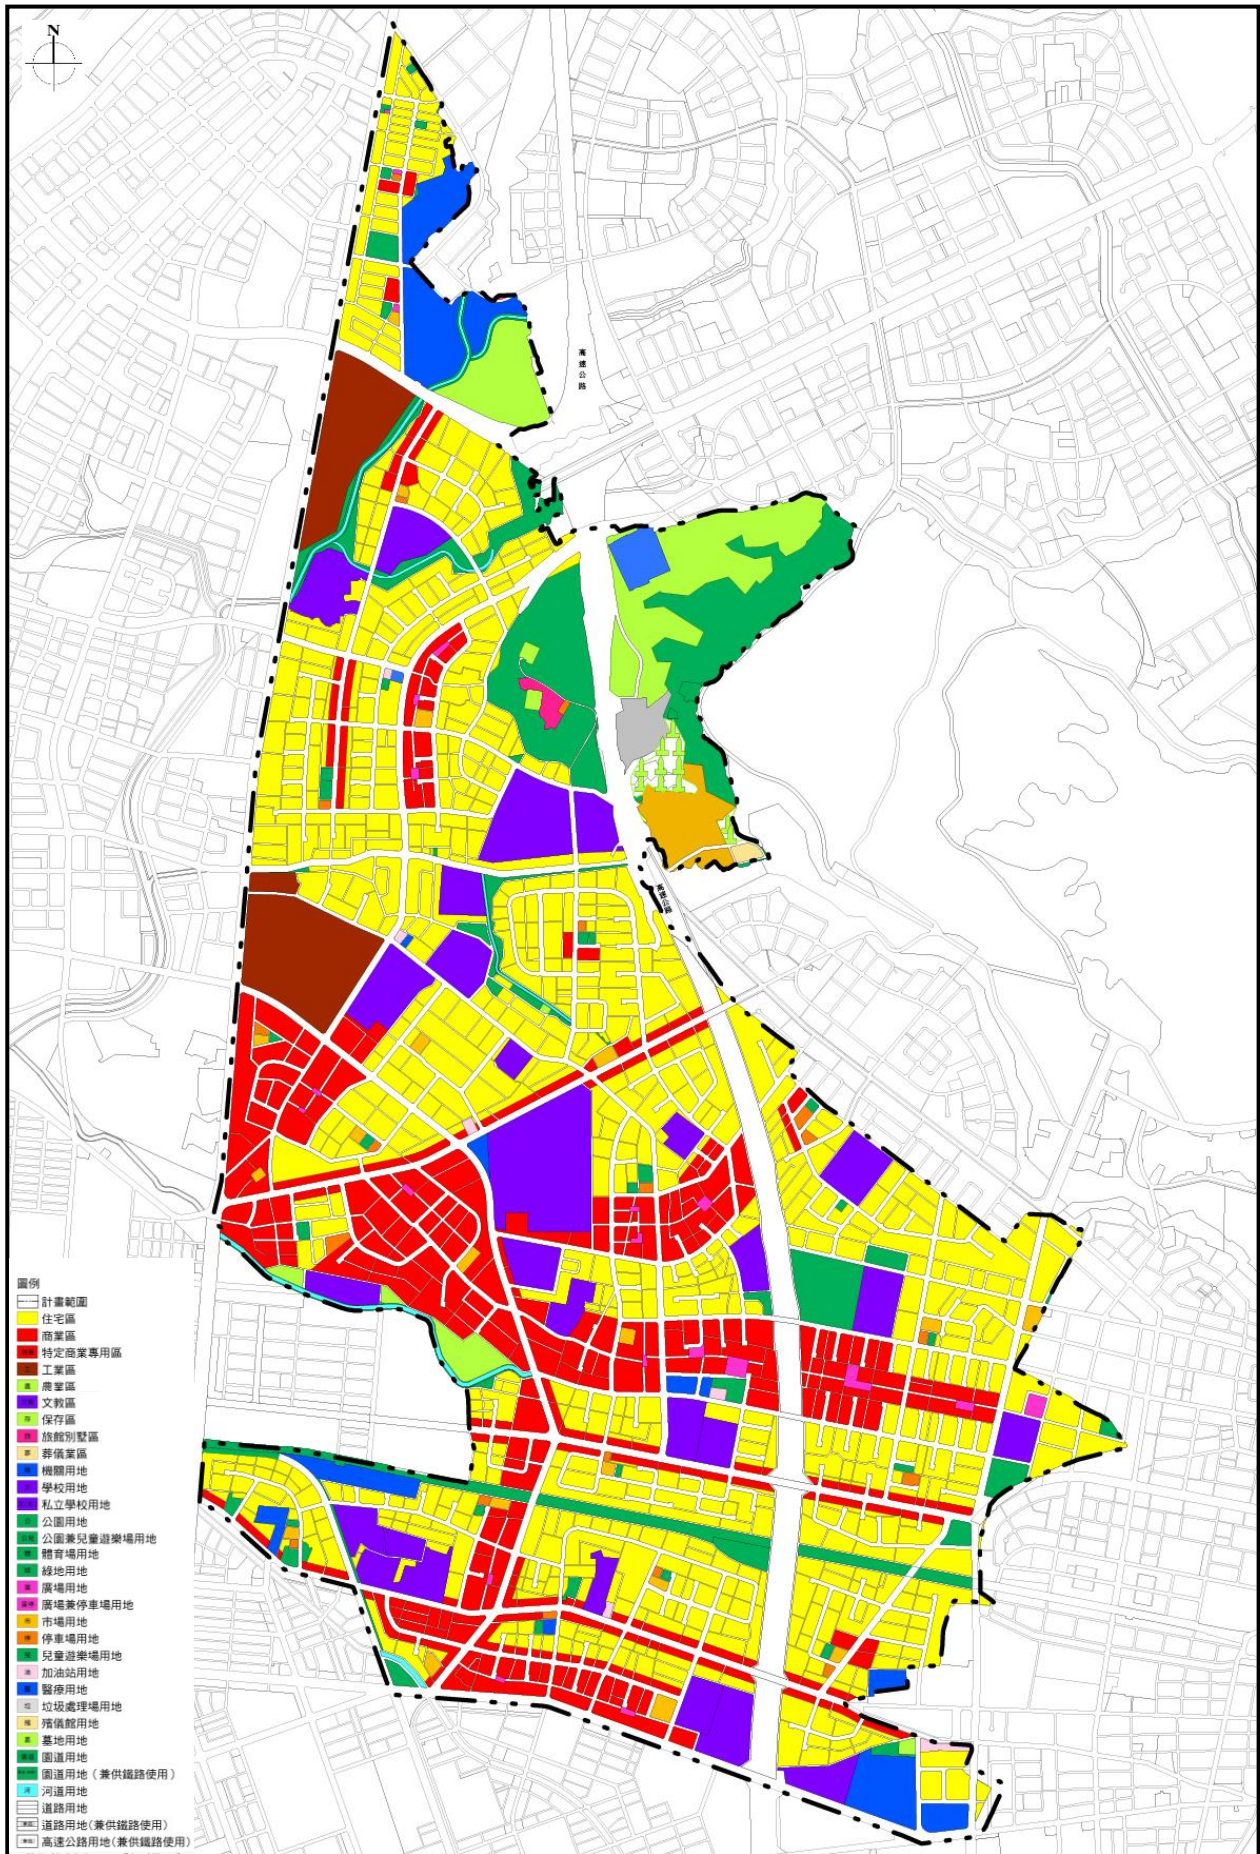 N
高速公路
高速公路
圖例
計畫範圍
住宅區
商業區
特定商業專用區
工業區
農業區
文教區
保存區
旅館別墅區
葬儀業區
機關用地
學校用地
私立學校用地
公園用地
公園兼兒童遊樂場用地
體育場用地
綠地用地
廣場用地
廣場兼停車場用地
市場用地
停車場用地
兒童遊樂場用地
加油站用地
醫療用地
垃圾處理場用地
殯儀館用地
墓地用地
園道用地
園道用地（兼供鐵路使用）
河道用地
道路用地
道路用地(兼供鐵路使用)
高速公路用地(兼供鐵路使用)